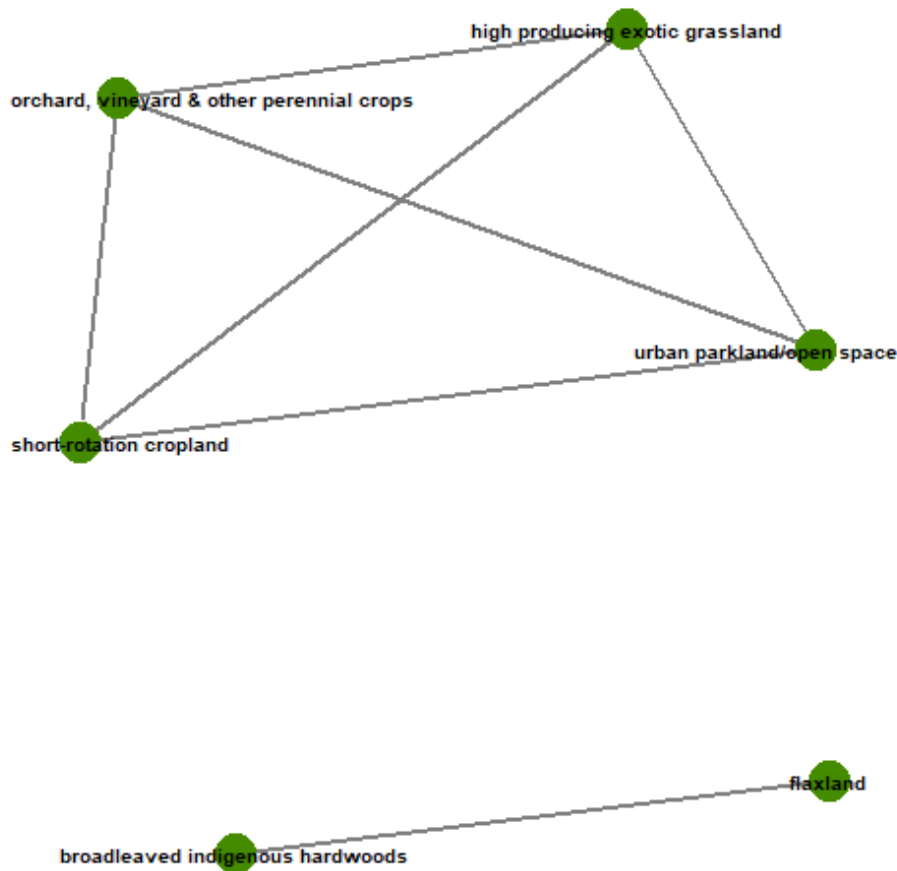 high producing exotic grassland
orchard, vineyard & other perennial crops
urban parkland/open space
short-rotation cropland
flaxland
broadleaved indigenous hardwoods